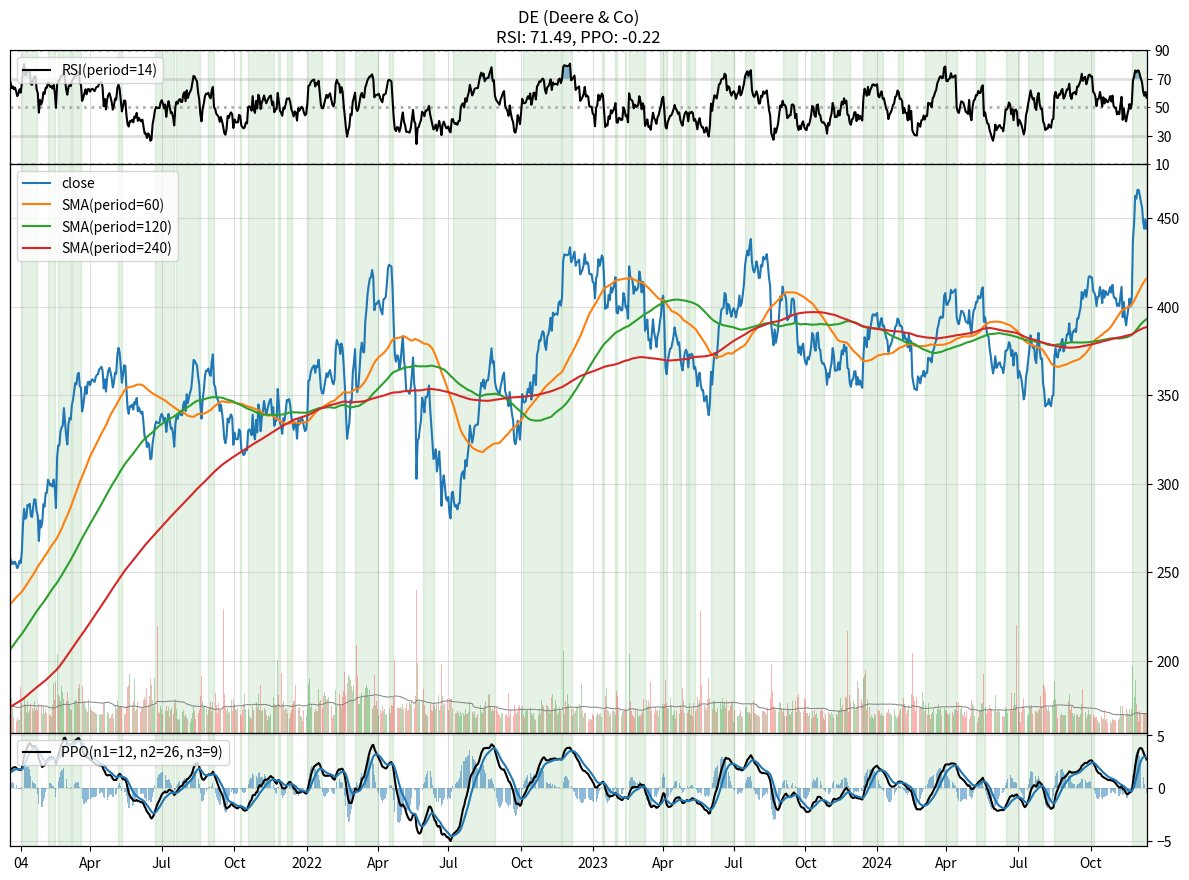 DE (Deere & Co)
RSI: 71.49, PPO: -0.22
RSI(period=14)
90
70
50
30
10
close
SMA(period=60)
SMA(period=120)
SMA(period=240)
450
400
350
300
250
200
PPO(n1=12, n2=26, n3=9)
5
0
−5
04 Apr Jul Oct 2022 Apr Jul Oct 2023 Apr Jul Oct 2024 Apr Jul Oct